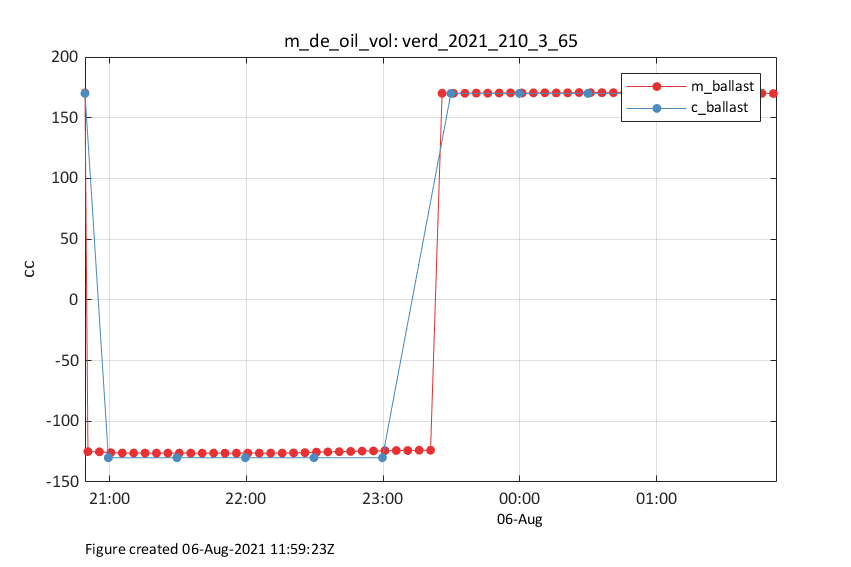 m_de_oil_vol: verd_2021_210_3_65
200
150
100
50
0
-50
-100
-150
cc
m_ballast
c_ballast
21:00 22:00 23:00 00:00 01:00
06-Aug
Figure created 06-Aug-2021 11:59:23Z